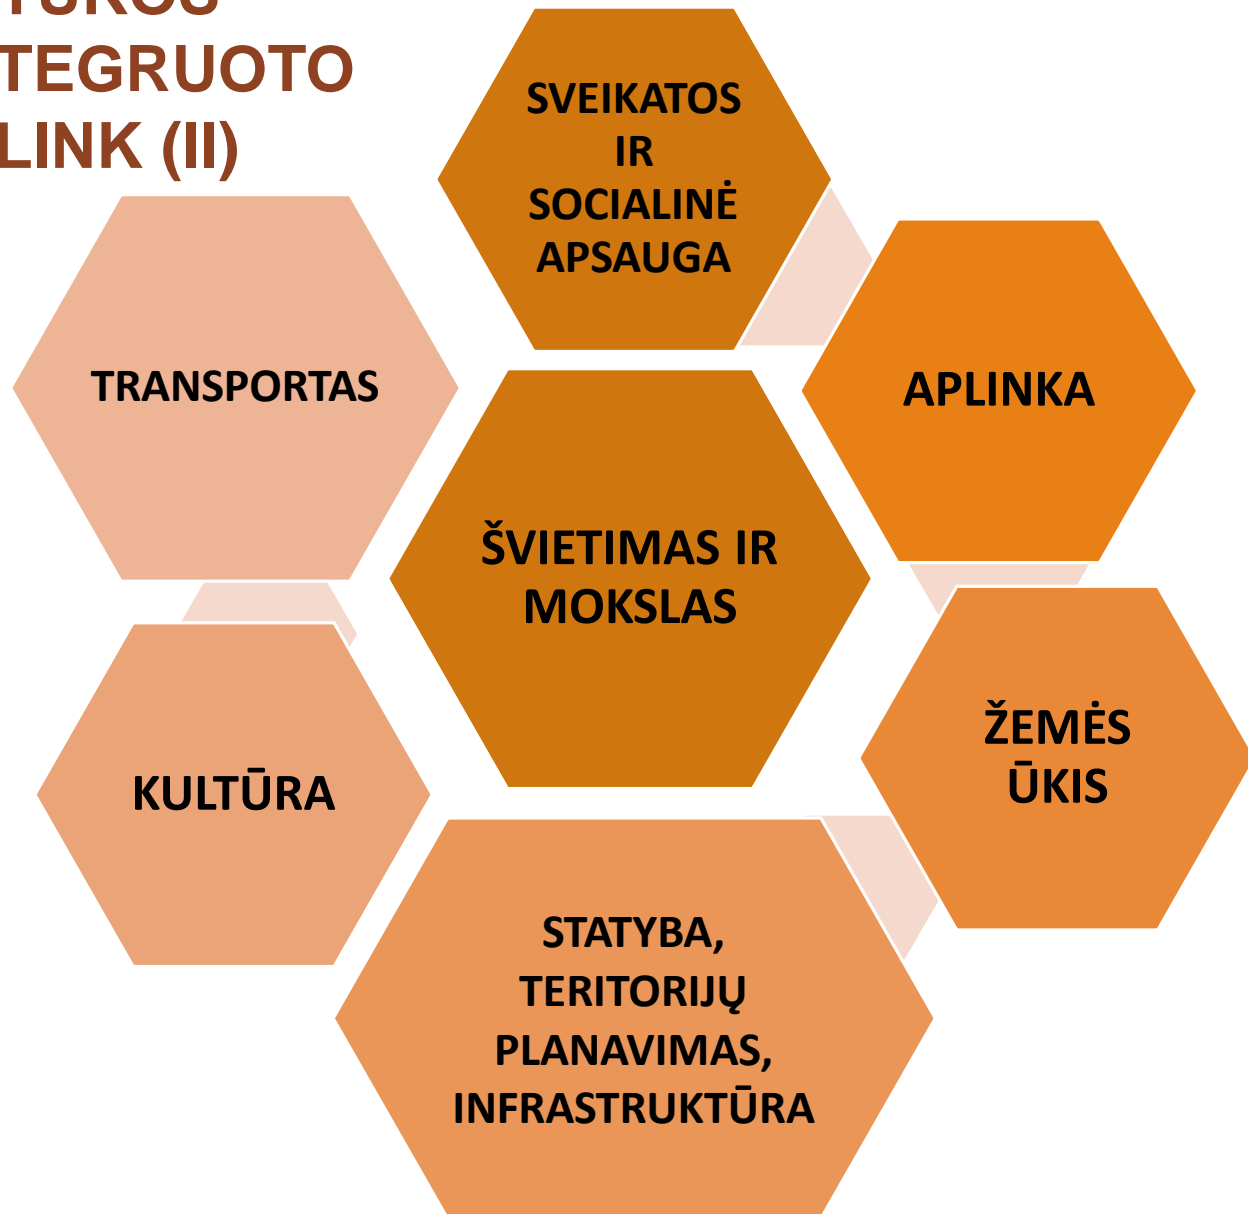 TEGRUOTO
LINK (II)
SVEIKATOS
IR
SOCIALINĖ
APSAUGA
TRANSPORTAS
APLINKA
ŠVIETIMAS IR
MOKSLAS
ŽEMĖS
ŪKIS
KULTŪRA
STATYBA,
TERITORIJŲ
PLANAVIMAS,
INFRASTRUKTŪRA